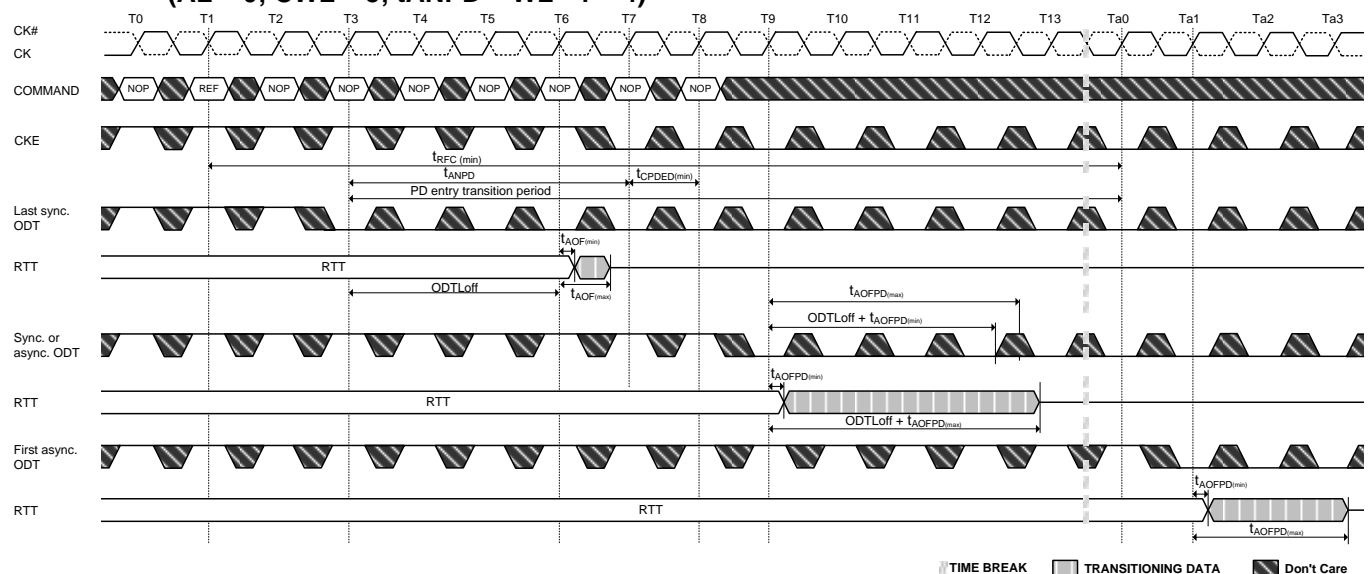 (AL = 0; CWL = 5; tANPD = WL - 1 = 4)
T0 T1 T2 T3 T4 T5 T6 T7 T8 T9 T10 T11 T12 T13 Ta0 Ta1 Ta2 Ta3
CK#
CK
COMMAND NOP REF NOP NOP NOP NOP NOP NOP NOP
CKE
tRFC (min)
tANPD tCPDED(min)
PD entry transition period
Last sync.
ODT
tAOF(min)
RTT RTT
ODTLoff tAOF(max)
tAOFPD(max)
ODTLoff + tAOFPD(min)
Sync. or
async. ODT
tAOFPD(min)
RTT RTT
ODTLoff + tAOFPD(max)
First async.
ODT
tAOFPD(min)
RTT RTT
tAOFPD(max)
TIME BREAK TRANSITIONING DATA Don't Care